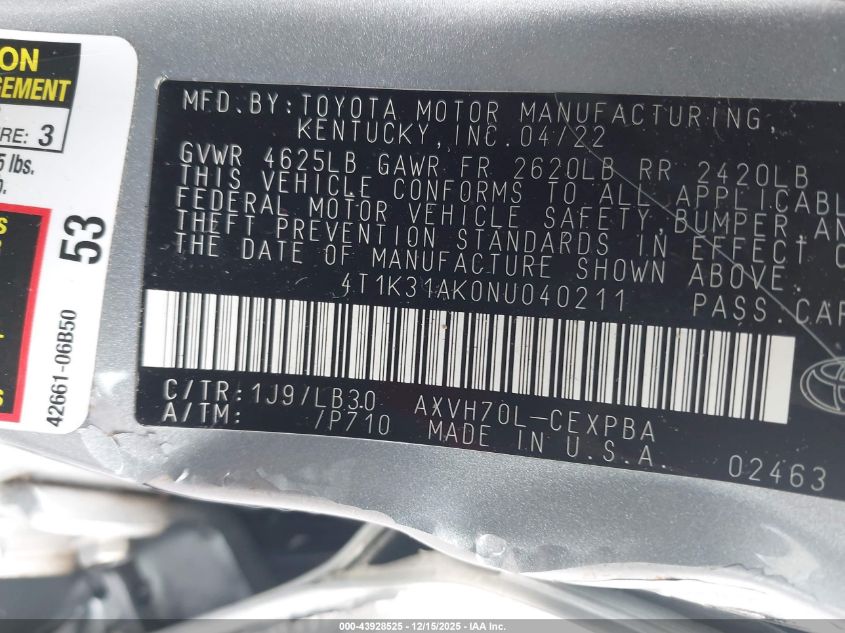 ON
GEMENT
RE: 3
5 lbs.
53
42661-06B50
MFD.BY:TOYOTA MOTOR MANUFACTURING,
KENTUCKY,INC.04/22
GVWR 4625LB GAWR FR 2620LB RR 2420LB
THIS VEHICLE CONFORMS TO ALL APPLICABL
FEDERAL MOTOR VEHICLE SAFETY,BUMPER,AN
THEFT PREVENTION STANDARDS IN EFFECT O
THE DATE OF MANUFACTURE SHOWN ABOVE.
4T1K31AK0NU040211 PASS.CAR
C/TR:1J9/LB30 AXVH70L-CEXPBA
A/TM: /P710 MADE IN U.S.A.
02463
000-43928525 - 12/15/2025 - IAA Inc.